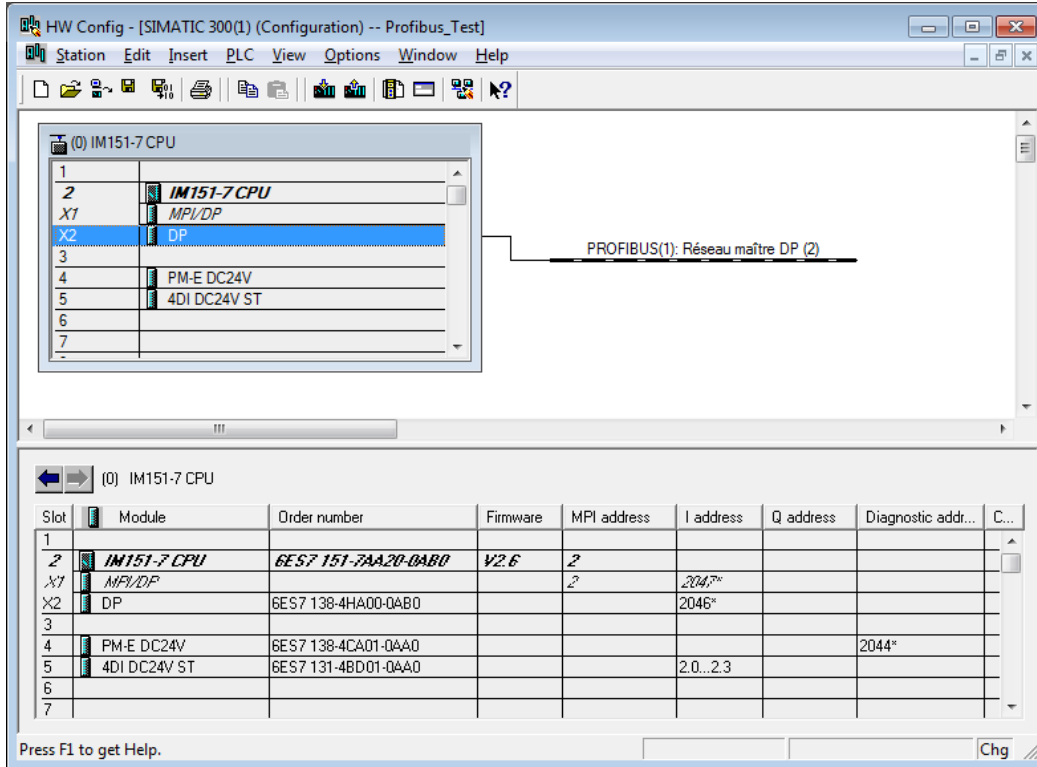 HW Config - [SIMATIC 300(1) (Configuration) -- Profibus_Test]
Station Edit Insert PLC View Options Window Help
(0) IM151-7 CPU
1
2 IM151-7 CPU
X1 MPI/DP
X2 DP
3
4 PM-E DC24V
5 4DI DC24V ST
6
7
PROFIBUS(1): Réseau maître DP (2)
(0) IM151-7 CPU
Slot Module Order number Firmware MPI address I address Q address Diagnostic addr... C...
1
2 IM151-7 CPU 6ES7 151-7AA20-0AB0 V2.6 2
X1 MPI/DP 2 2047*
X2 DP 6ES7 138-4HA00-0AB0 2046*
3
4 PM-E DC24V 6ES7 138-4CA01-0AA0 2044*
5 4DI DC24V ST 6ES7 131-4BD01-0AA0 2.0...2.3
6
7
Press F1 to get Help. Chg